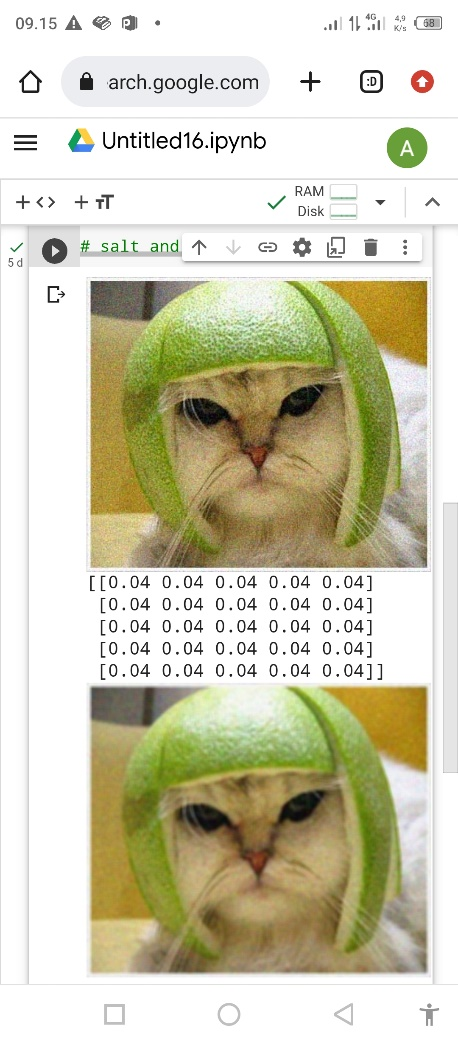 09.15
4G
4,9
K/s
68
arch.google.com
:D
Untitled16.ipynb
A
RAM
Disk
5 d
# salt and
[[0.04 0.04 0.04 0.04 0.04]
[0.04 0.04 0.04 0.04 0.04]
[0.04 0.04 0.04 0.04 0.04]
[0.04 0.04 0.04 0.04 0.04]
[0.04 0.04 0.04 0.04 0.04]]